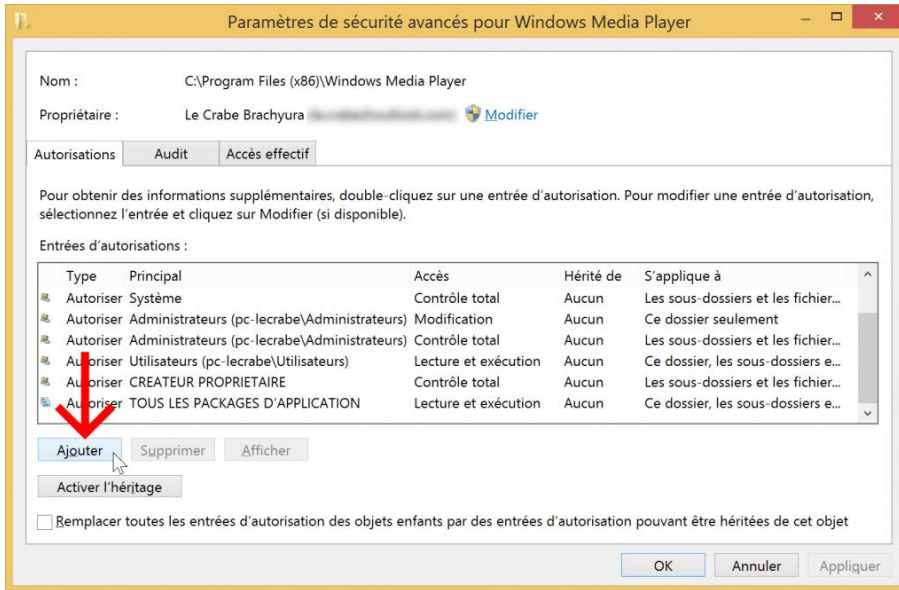 Paramètres de sécurité avancés pour Windows Media Player
Nom : C:\Program Files (x86)\Windows Media Player
Propriétaire : Le Crabe Brachyura Modifier
Autorisations Audit Accès effectif
Pour obtenir des informations supplémentaires, double-cliquez sur une entrée d'autorisation. Pour modifier une entrée d'autorisation,
sélectionnez l'entrée et cliquez sur Modifier (si disponible).
Entrées d'autorisations :
Type Principal Accès Hérité de S'applique à
Autoriser Système Contrôle total Aucun Les sous-dossiers et les fichier...
Autoriser Administrateurs (pc-lecrabe\Administrateurs) Modification Aucun Ce dossier seulement
Autoriser Administrateurs (pc-lecrabe\Administrateurs) Contrôle total Aucun Les sous-dossiers et les fichier...
Autoriser Utilisateurs (pc-lecrabe\Utilisateurs) Lecture et exécution Aucun Ce dossier, les sous-dossiers e...
Autoriser CREATEUR PROPRIETAIRE Contrôle total Aucun Les sous-dossiers et les fichier...
Autoriser TOUS LES PACKAGES D'APPLICATION Lecture et exécution Aucun Ce dossier, les sous-dossiers e...
Ajouter Supprimer Afficher
Activer l'héritage
Remplacer toutes les entrées d'autorisation des objets enfants par des entrées d'autorisation pouvant être héritées de cet objet
OK Annuler Appliquer